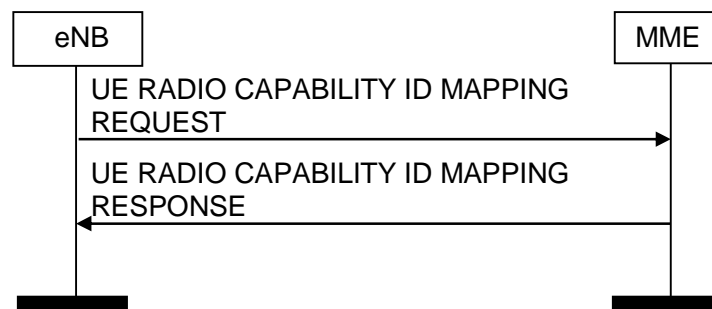 eNB
MME
UE RADIO CAPABILITY ID MAPPING
REQUEST
UE RADIO CAPABILITY ID MAPPING
RESPONSE